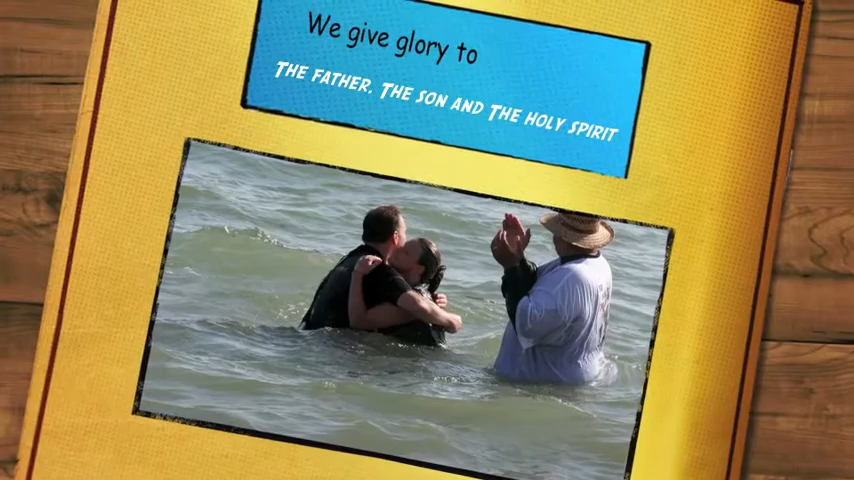 We give glory to
The father. The son and The holy spirit